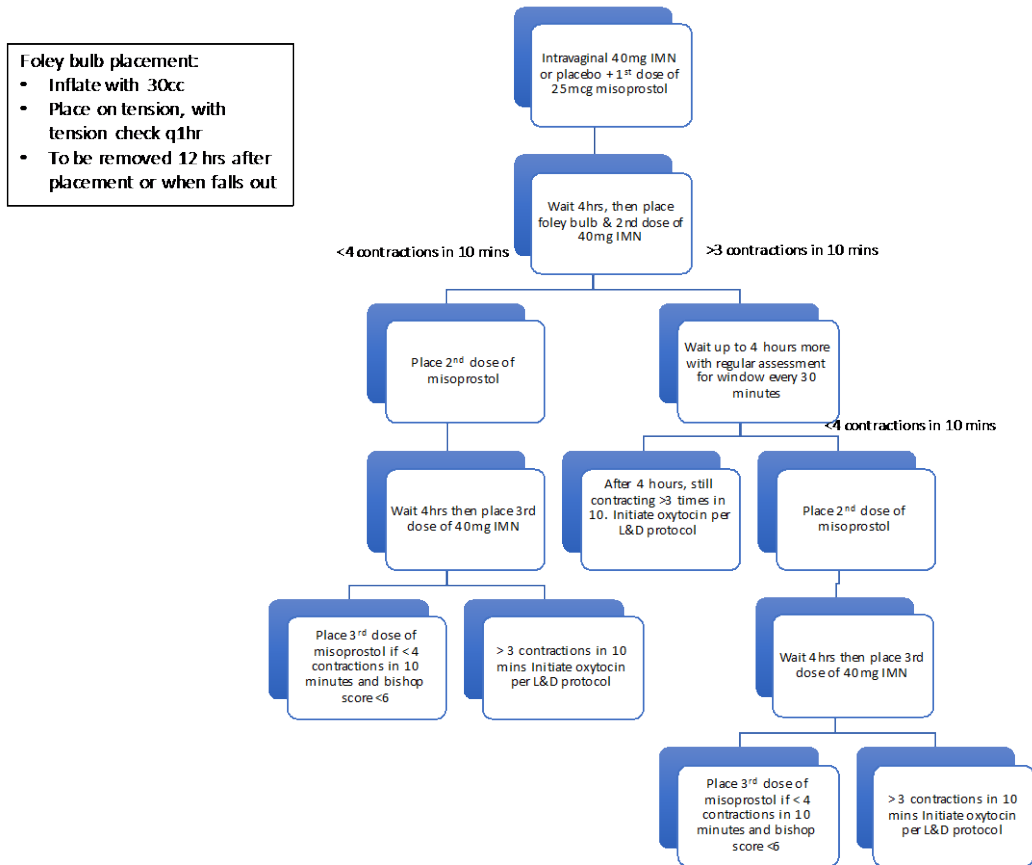 Foley bulb placement:
• Inflate with 30cc
• Place on tension, with
tension check q1hr
• To be removed 12 hrs after
placement or when falls out
Intravaginal 40mg IMN
or placebo + 1st dose of
25mcg misoprostol
Wait 4hrs, then place
foley bulb & 2nd dose of
40mg IMN
<4 contractions in 10 mins
>3 contractions in 10 mins
Place 2nd dose of
misoprostol
Wait up to 4 hours more
with regular assessment
for window every 30
minutes
<4 contractions in 10 mins
Wait 4hrs then place 3rd
dose of 40mg IMN
After 4 hours, still
contracting >3 times in
10. Initiate oxytocin per
L&D protocol
Place 2nd dose of
misoprostol
Place 3rd dose of
misoprostol if < 4
contractions in 10
minutes and bishop
score <6
> 3 contractions in 10
mins Initiate oxytocin
per L&D protocol
Wait 4hrs then place 3rd
dose of 40mg IMN
Place 3rd dose of
misoprostol if < 4
contractions in 10
minutes and bishop
score <6
> 3 contractions in 10
mins Initiate oxytocin
per L&D protocol